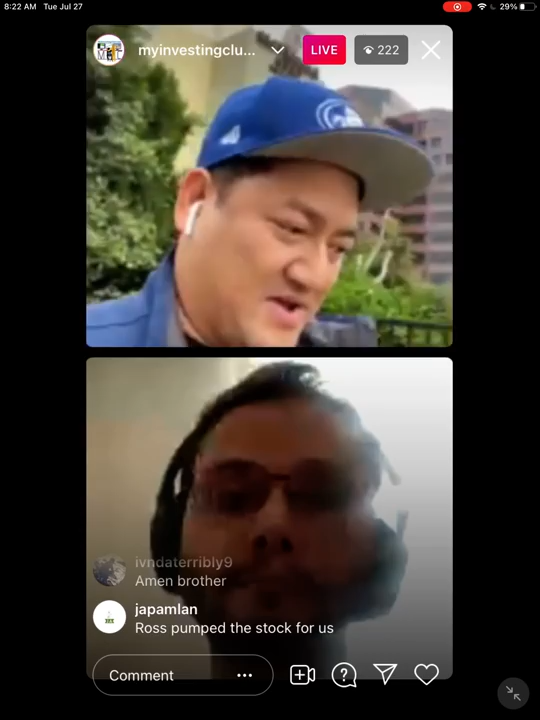 8:22 AM Tue Jul 27
29%
myinvestingclu...
LIVE
222
ivndaterribly9
Amen brother
japamlan
Ross pumped the stock for us
Comment